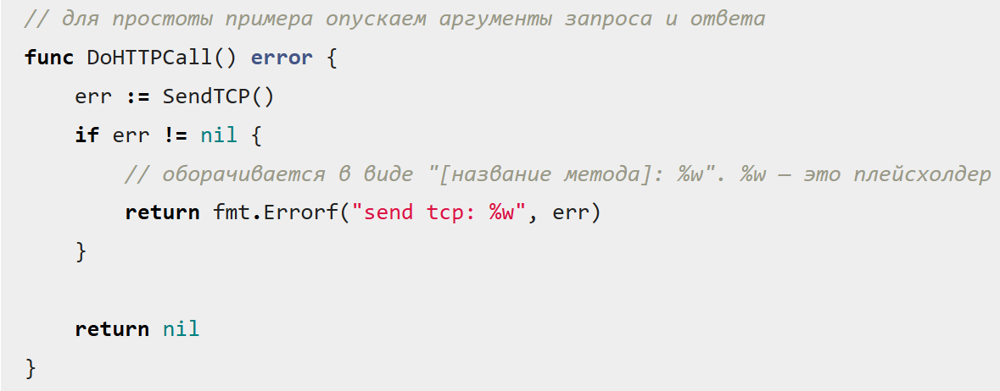 // для простоты примера опускаем аргументы запроса и ответа
func DoHTTPCall() error {
    err := SendTCP()
    if err != nil {
        // оборачивается в виде "[название метода]: %w". %w — это плейсхолдер
        return fmt.Errorf("send tcp: %w", err)
    }

    return nil
}